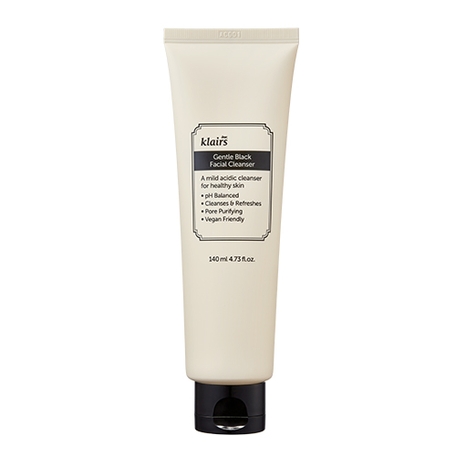 klairs
Gentle Black
Facial Cleanser
A mild acidic cleanser
for healthy skin
• pH Balanced
• Cleanses & Refreshes
• Pore Purifying
• Vegan Friendly
140 ml 4.73 fl.oz.